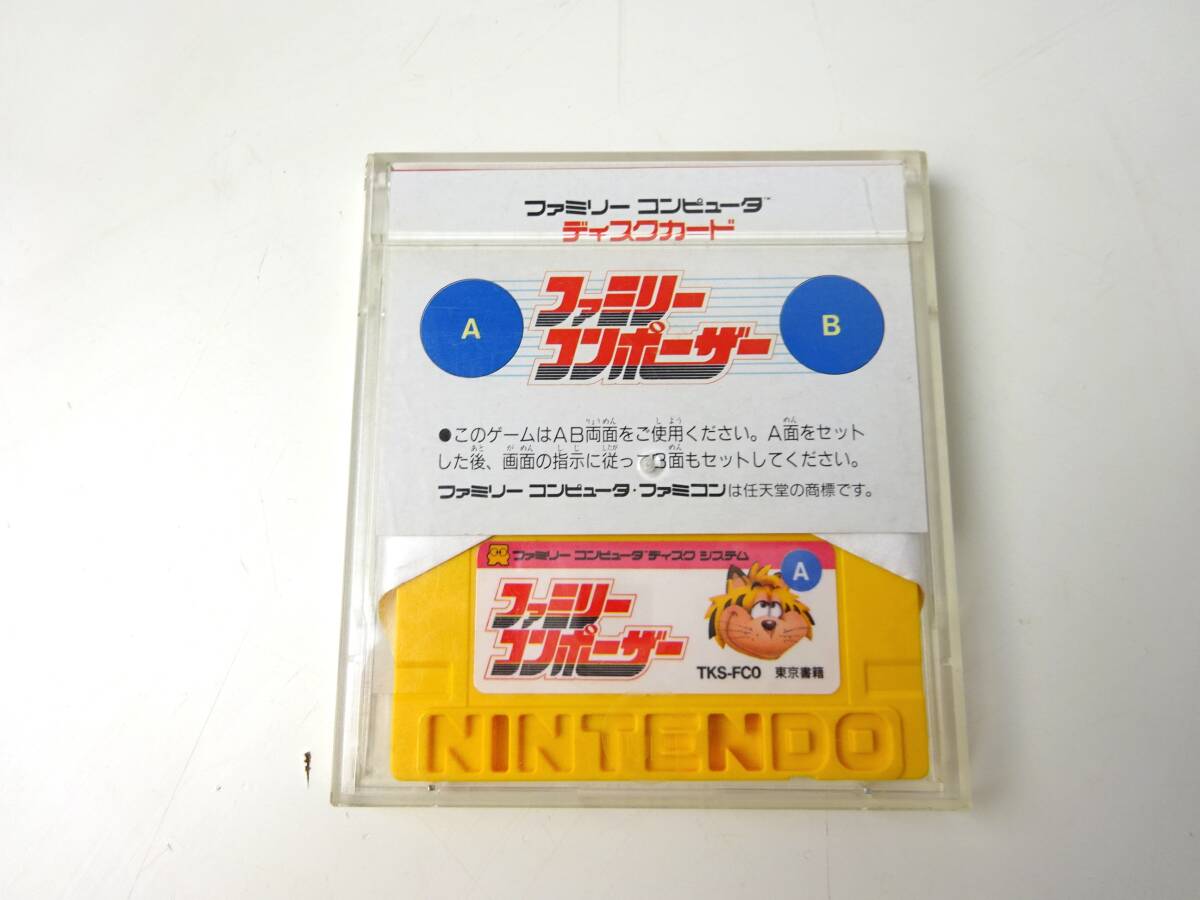 ファミリー コンピュータ™
ディスクカード
A
ファミリー
コンポーザー
B
●このゲームはAB両面をご使用ください。A面をセット
した後、画面の指示に従ってB面もセットしてください。
ファミリー コンピュータ・ファミコンは任天堂の商標です。
ファミリー コンピュータ™ディスク システム
A
ファミリー
コンポーザー
TKS-FCO 東京書籍
NINTENDO